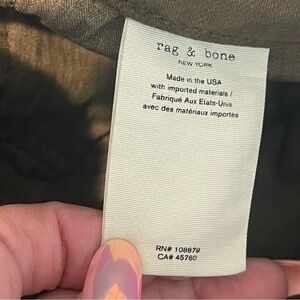 rag & bone
NEW YORK
Made in the USA
with imported materials /
Fabriqué Aux Etats-Unis
avec des matériaux importés
RN# 108879
CA# 45760